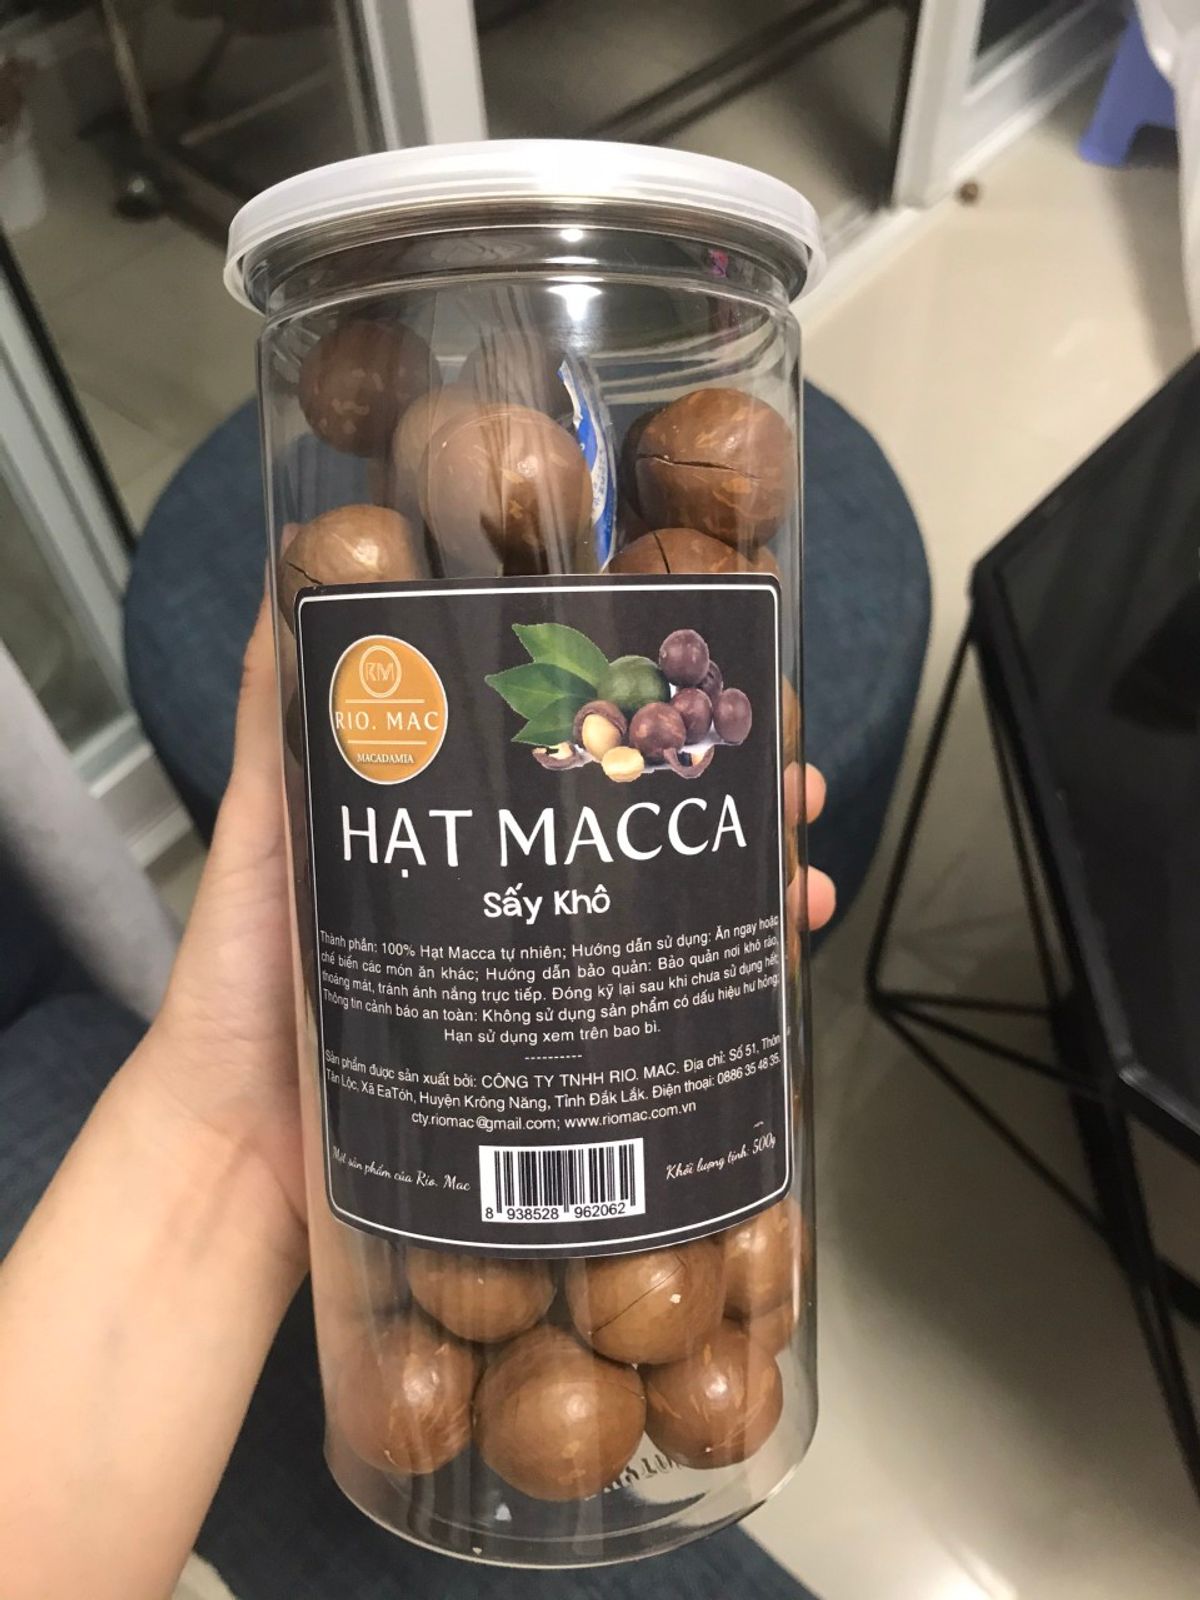 RM
RIO. MAC
MACADAMIA
HẠT MACCA
Sấy Khô
Thành phần: 100% Hạt Macca tự nhiên; Hướng dẫn sử dụng: Ăn ngay hoặc
chế biến các món ăn khác; Hướng dẫn bảo quản: Bảo quản nơi khô ráo,
thoáng mát, tránh ánh nắng trực tiếp. Đóng kỹ lại sau khi chưa sử dụng hết;
Thông tin cảnh báo an toàn: Không sử dụng sản phẩm có dấu hiệu hư hỏng;
Hạn sử dụng xem trên bao bì.
----------
Sản phẩm được sản xuất bởi: CÔNG TY TNHH RIO. MAC. Địa chỉ: Số 51, Thôn
Tân Lộc, Xã EaTóh, Huyện Krông Năng, Tỉnh Đắk Lắk. Điện thoại: 0886 35 48 35.
cty.riomac@gmail.com; www.riomac.com.vn
Một sản phẩm của Rio. Mac
Khối lượng tịnh: 500g
8 938528 962062